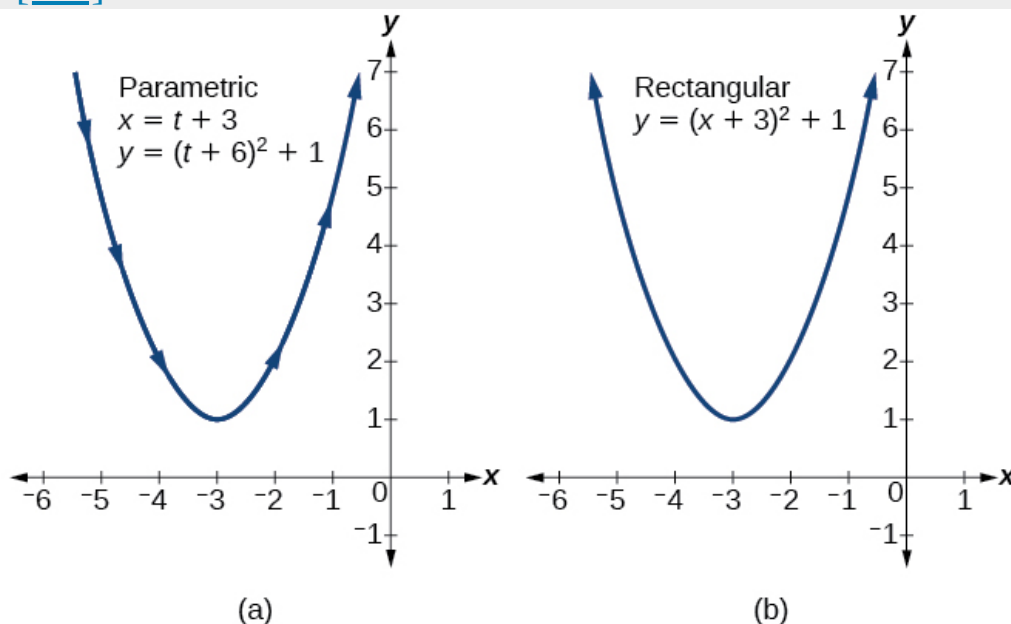 y
Parametric
x = t + 3
y = (t + 6)² + 1
7
6
5
4
3
2
1
−6 −5 −4 −3 −2 −1 0 1 x
−1
(a)
y
Rectangular
y = (x + 3)² + 1
7
6
5
4
3
2
1
−6 −5 −4 −3 −2 −1 0 1 x
−1
(b)